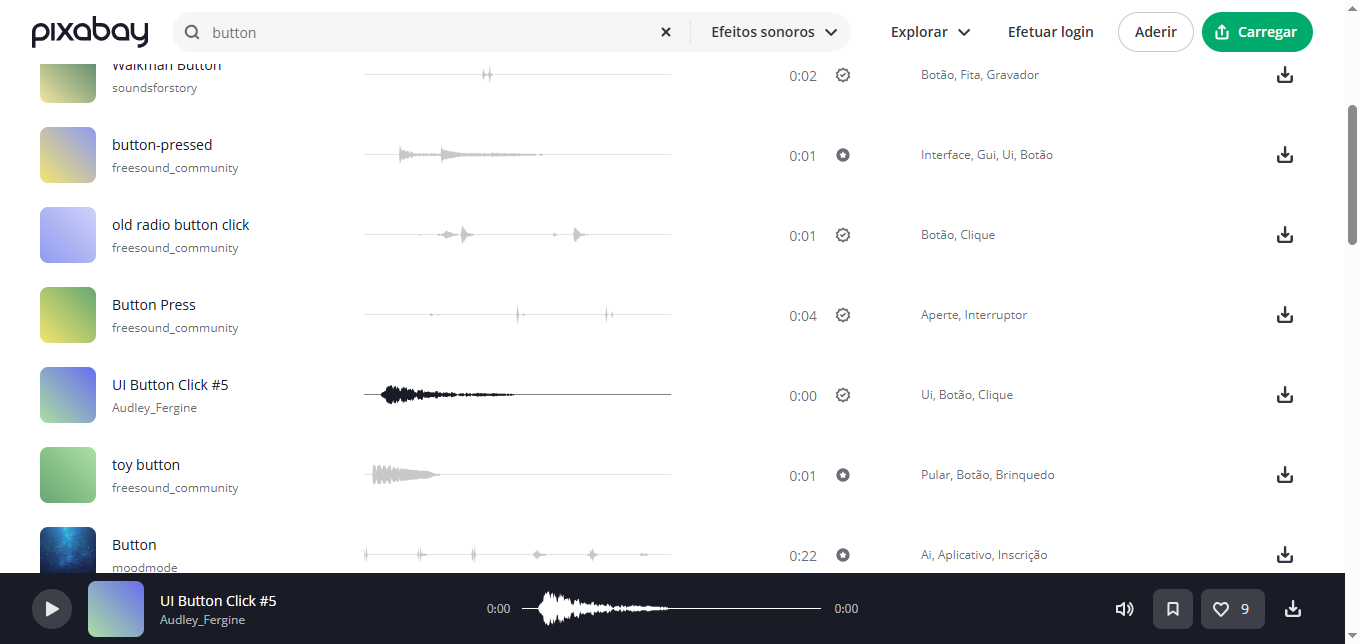 pixabay
button
Efeitos sonoros
Explorar
Efetuar login
Aderir
Carregar
Walkman Button
soundsforstory
0:02
Botão, Fita, Gravador
button-pressed
freesound_community
0:01
Interface, Gui, Ui, Botão
old radio button click
freesound_community
0:01
Botão, Clique
Button Press
freesound_community
0:04
Aperte, Interruptor
UI Button Click #5
Audley_Fergine
0:00
Ui, Botão, Clique
toy button
freesound_community
0:01
Pular, Botão, Brinquedo
Button
moodmode
0:22
Ai, Aplicativo, Inscrição
UI Button Click #5
Audley_Fergine
0:00
0:00
9